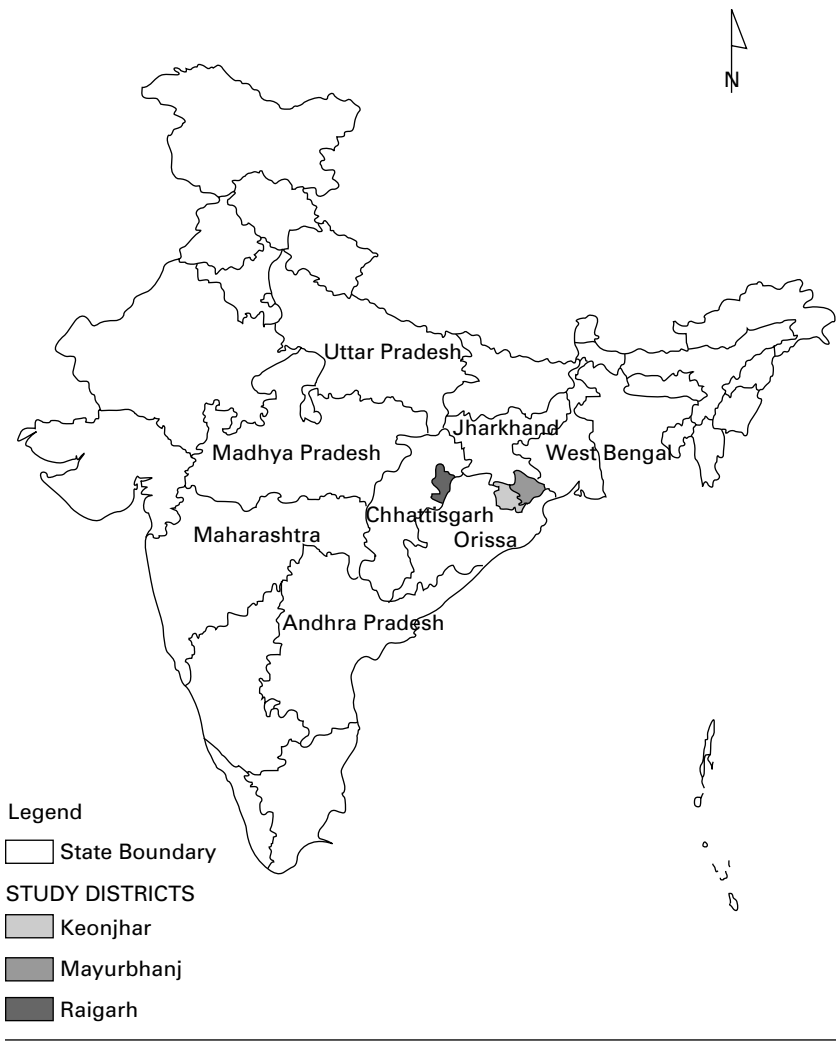 N
Uttar Pradesh
Jharkhand
Madhya Pradesh
West Bengal
Chhattisgarh
Maharashtra
Orissa
Andhra Pradesh
Legend
State Boundary
STUDY DISTRICTS
Keonjhar
Mayurbhanj
Raigarh